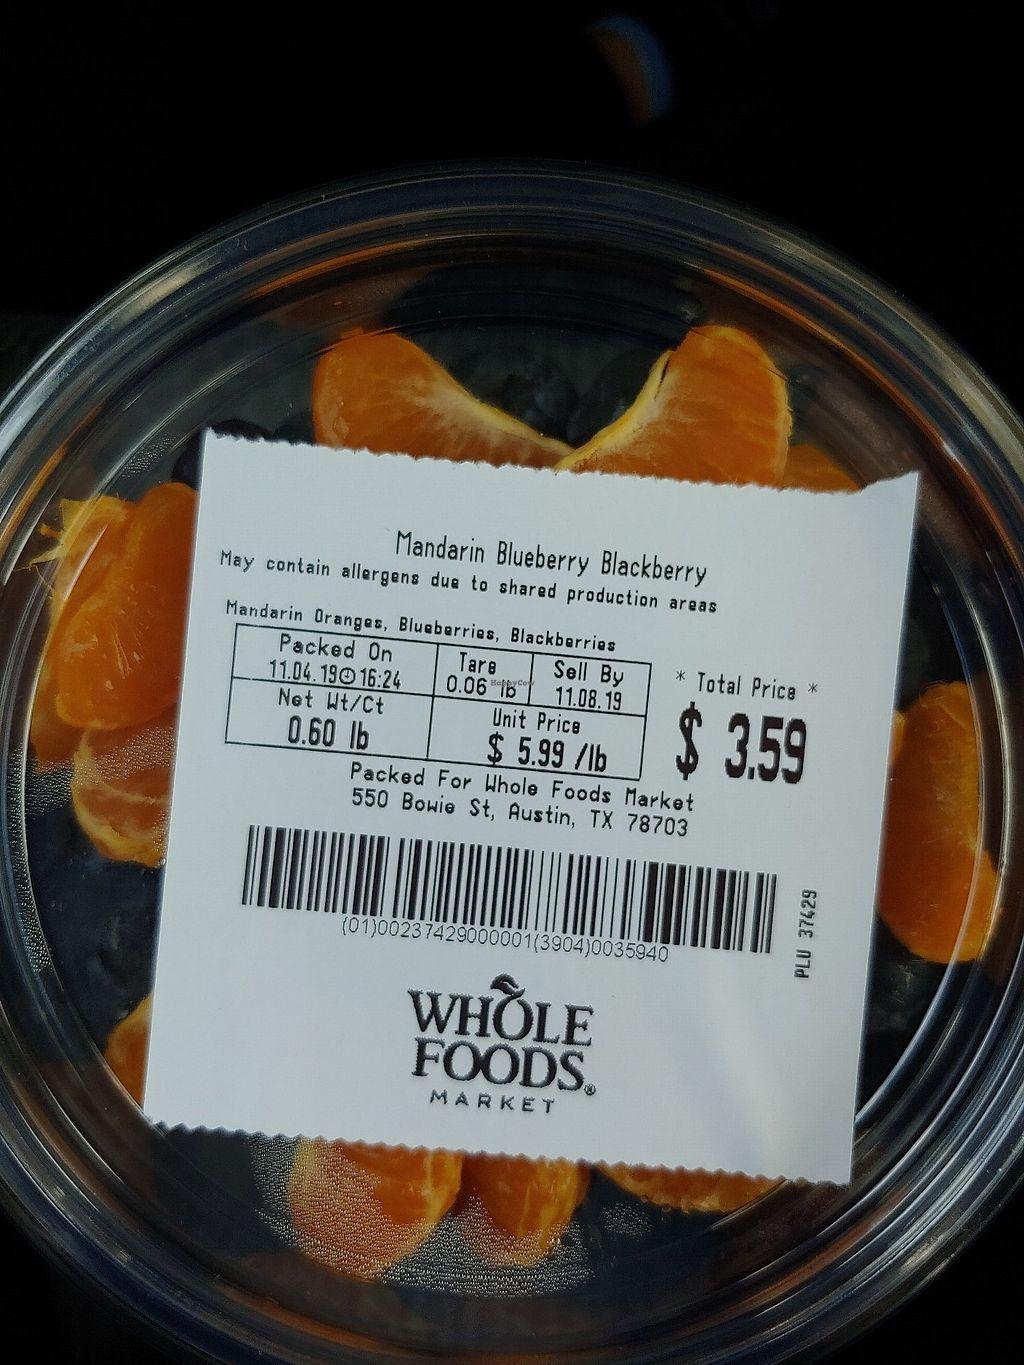 Mandarin Blueberry Blackberry
May contain allergens due to shared production areas
Mandarin Oranges, Blueberries, Blackberries
Packed On
11.04.19 16:24
Tare
0.06 lb
Sell By
11.08.19
Net Wt/Ct
0.60 lb
Unit Price
$ 5.99 /lb
* Total Price *
$ 3.59
Packed For Whole Foods Market
550 Bowie St, Austin, TX 78703
(01)00237429000001(3904)0035940
PLU 37429
WHOLE
FOODS®
MARKET
HappyCow